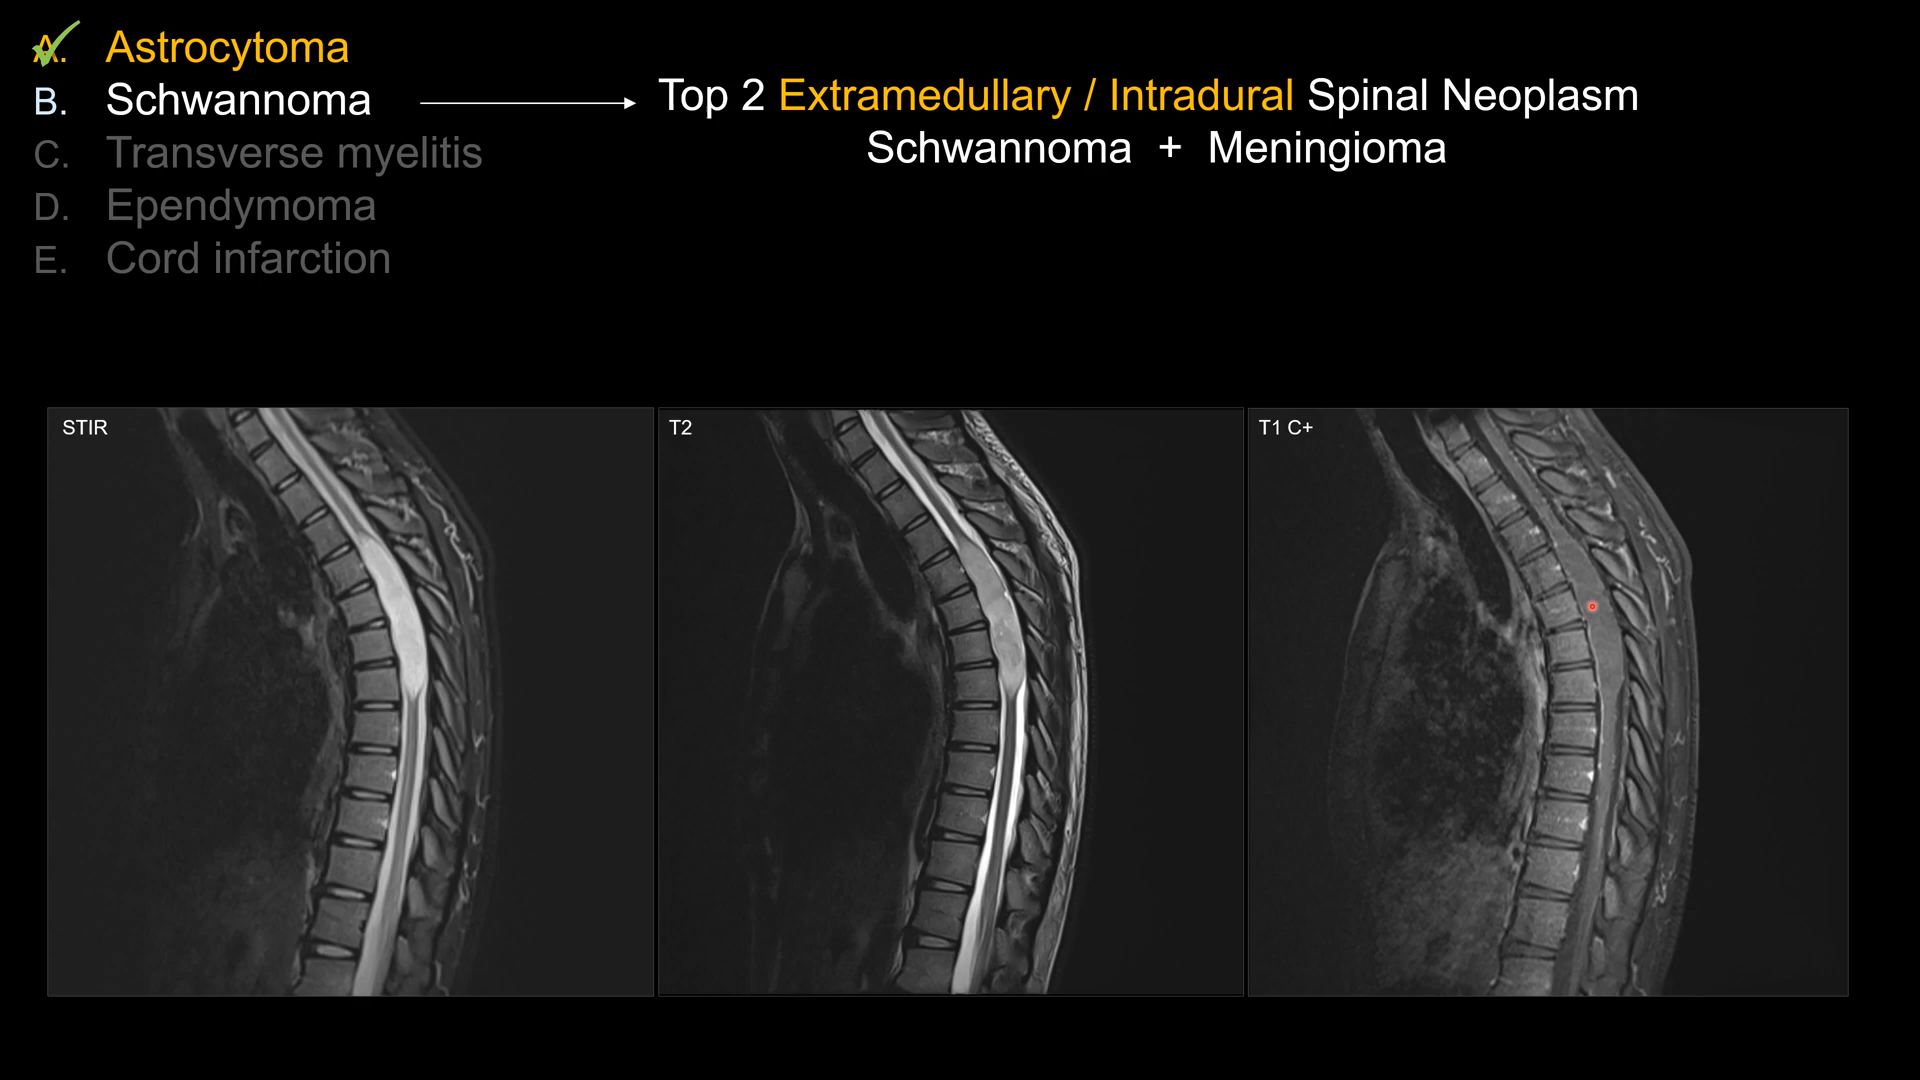 A. Astrocytoma
B. Schwannoma
Top 2 Extramedullary / Intradural Spinal Neoplasm
Schwannoma + Meningioma
C. Transverse myelitis
D. Ependymoma
E. Cord infarction
STIR
T2
T1 C+